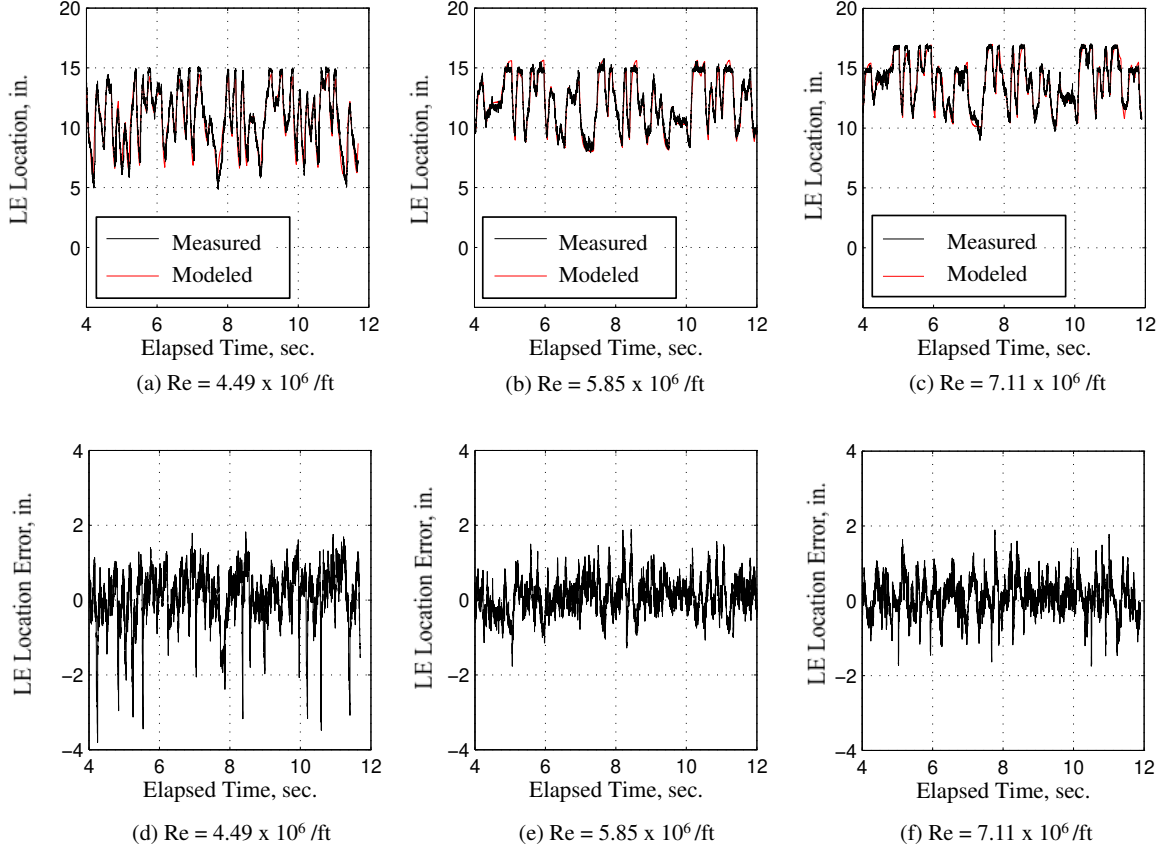 20
15
10
5
0
LE Location, in.
Measured
Modeled
4 6 8 10 12
Elapsed Time, sec.
(a) Re = 4.49 x 10⁶ /ft
20
15
10
5
0
LE Location, in.
Measured
Modeled
4 6 8 10 12
Elapsed Time, sec.
(b) Re = 5.85 x 10⁶ /ft
20
15
10
5
0
LE Location, in.
Measured
Modeled
4 6 8 10 12
Elapsed Time, sec.
(c) Re = 7.11 x 10⁶ /ft
4
2
0
−2
−4
LE Location Error, in.
4 6 8 10 12
Elapsed Time, sec.
(d) Re = 4.49 x 10⁶ /ft
4
2
0
−2
−4
LE Location Error, in.
4 6 8 10 12
Elapsed Time, sec.
(e) Re = 5.85 x 10⁶ /ft
4
2
0
−2
−4
LE Location Error, in.
4 6 8 10 12
Elapsed Time, sec.
(f) Re = 7.11 x 10⁶ /ft